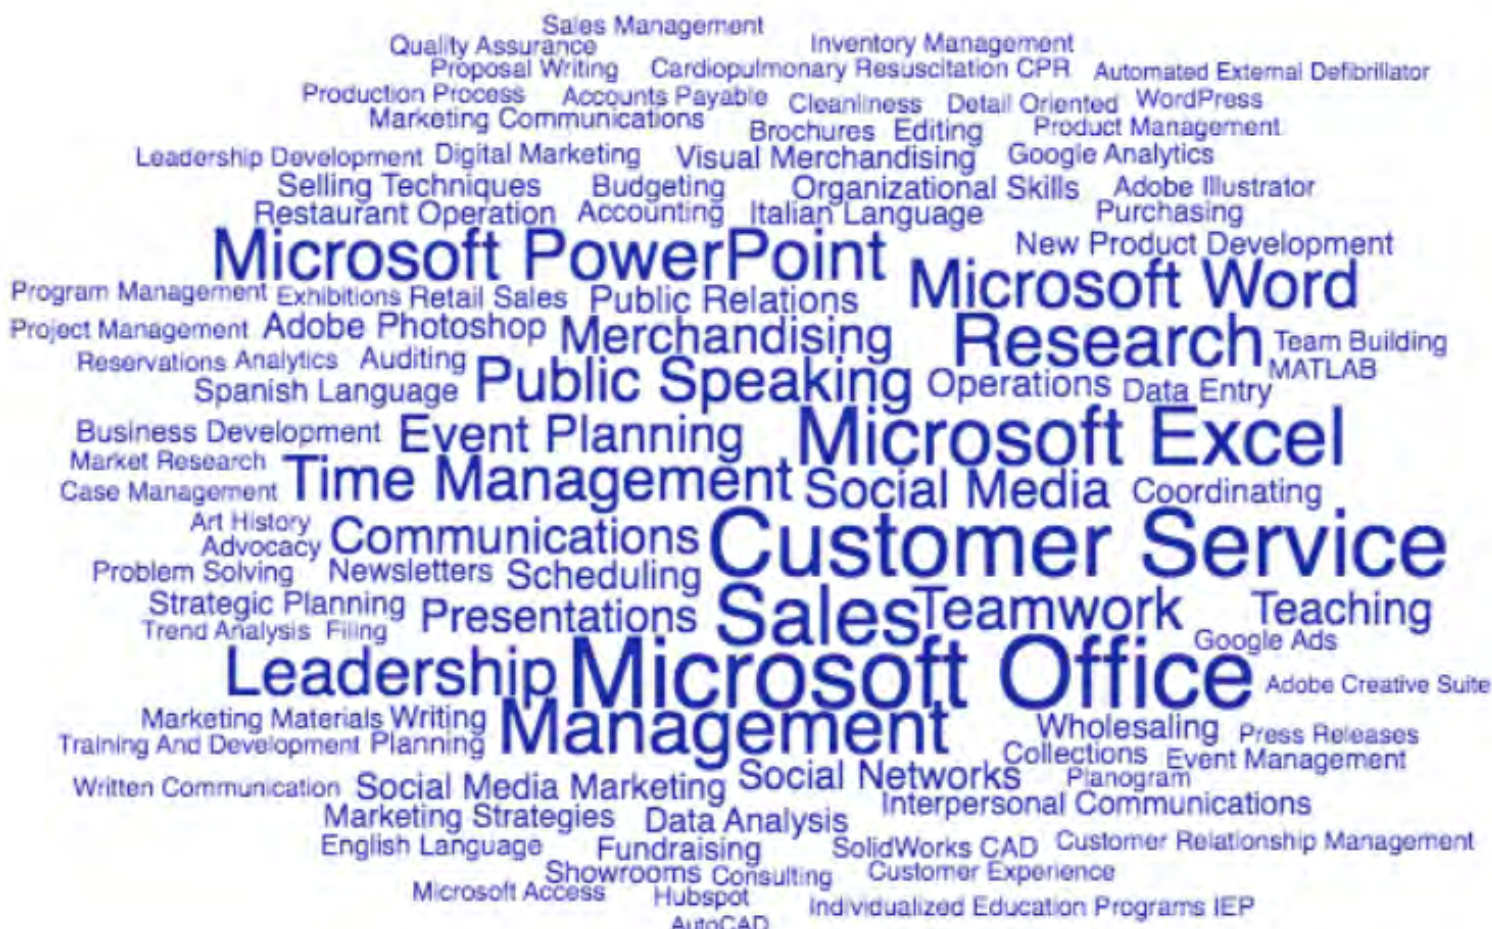 Sales Management
Quality Assurance
Inventory Management
Proposal Writing
Cardiopulmonary Resuscitation CPR
Automated External Defibrillator
Production Process
Accounts Payable
Cleanliness
Detail Oriented
WordPress
Marketing Communications
Brochures
Editing
Product Management
Leadership Development
Digital Marketing
Visual Merchandising
Google Analytics
Selling Techniques
Budgeting
Organizational Skills
Adobe Illustrator
Restaurant Operation
Accounting
Italian Language
Purchasing
Microsoft PowerPoint
New Product Development
Microsoft Word
Program Management
Exhibitions
Retail Sales
Public Relations
Project Management
Adobe Photoshop
Merchandising
Research
Team Building
Reservations
Analytics
Auditing
MATLAB
Spanish Language
Public Speaking
Operations
Data Entry
Business Development
Event Planning
Microsoft Excel
Market Research
Time Management
Social Media
Coordinating
Case Management
Art History
Advocacy
Communications
Customer Service
Problem Solving
Newsletters
Scheduling
Strategic Planning
Presentations
Sales
Teamwork
Teaching
Trend Analysis
Filing
Google Ads
Leadership
Microsoft Office
Adobe Creative Suite
Marketing Materials
Writing
Management
Wholesaling
Press Releases
Training And Development
Planning
Collections
Event Management
Written Communication
Social Media Marketing
Social Networks
Planogram
Interpersonal Communications
Marketing Strategies
Data Analysis
English Language
Fundraising
SolidWorks CAD
Customer Relationship Management
Showrooms
Consulting
Customer Experience
Microsoft Access
Hubspot
Individualized Education Programs IEP
AutoCAD